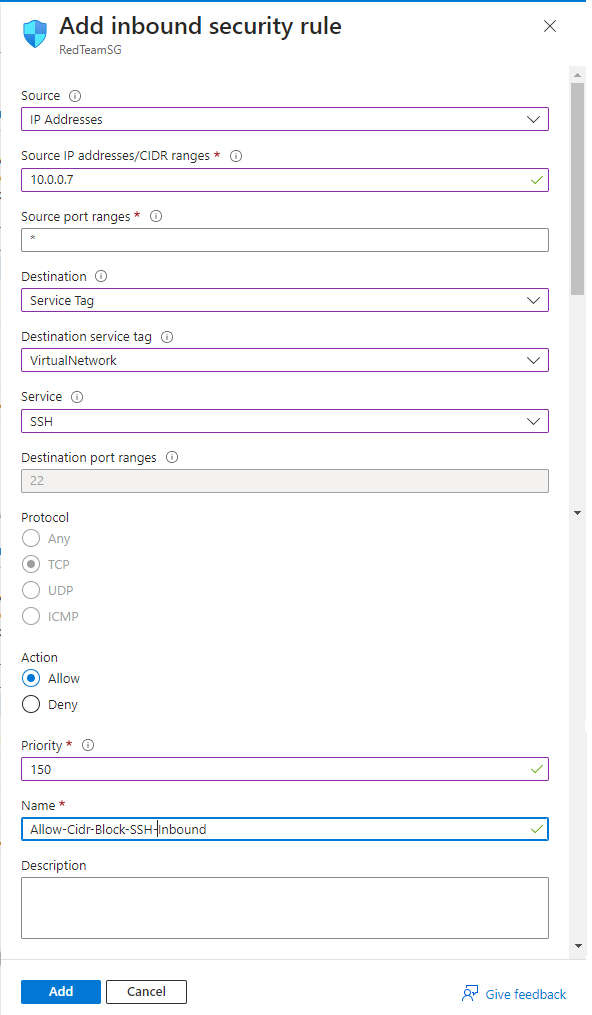 Add inbound security rule
RedTeamSG
Source
IP Addresses
Source IP addresses/CIDR ranges *
10.0.0.7
Source port ranges *
*
Destination
Service Tag
Destination service tag
VirtualNetwork
Service
SSH
Destination port ranges
22
Protocol
Any
TCP
UDP
ICMP
Action
Allow
Deny
Priority *
150
Name *
Allow-Cidr-Block-SSH-Inbound
Description
Add
Cancel
Give feedback